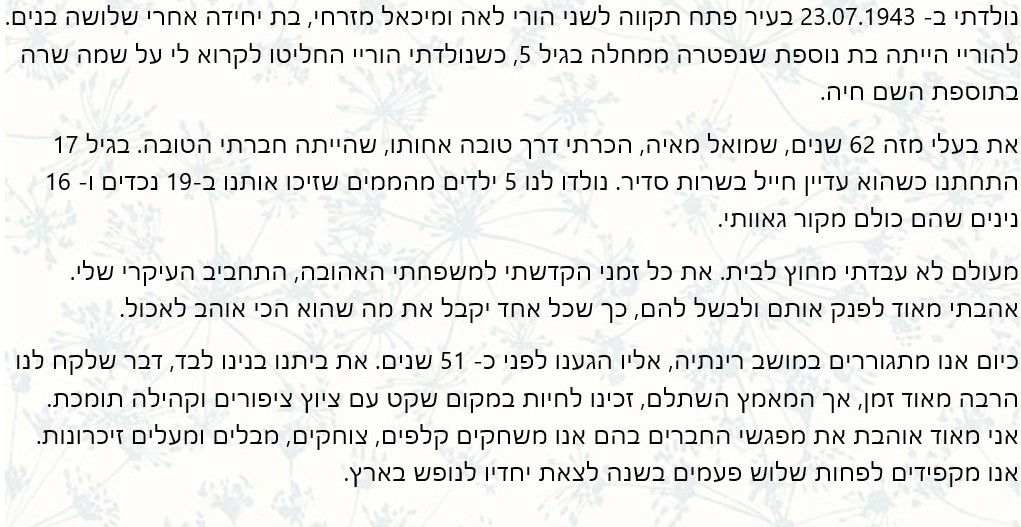 נולדתי ב- 23.07.1943 בעיר פתח תקווה לשני הורי לאה ומיכאל מזרחי, בת יחידה אחרי שלושה בנים.
להוריי הייתה בת נוספת שנפטרה ממחלה בגיל 5, כשנולדתי הוריי החליטו לקרוא לי על שמה שרה
בתוספת השם חיה.
את בעלי מזה 62 שנים, שמואל מאיה, הכרתי דרך טובה אחותו, שהייתה חברתי הטובה. בגיל 17
התחתנו כשהוא עדיין חייל בשרות סדיר. נולדו לנו 5 ילדים מהממים שזיכו אותנו ב-19 נכדים ו- 16
נינים שהם כולם מקור גאוותי.
מעולם לא עבדתי מחוץ לבית. את כל זמני הקדשתי למשפחתי האהובה, התחביב העיקרי שלי.
אהבתי מאוד לפנק אותם ולבשל להם, כך שכל אחד יקבל את מה שהוא הכי אוהב לאכול.
כיום אנו מתגוררים במושב רינתיה, אליו הגענו לפני כ- 51 שנים. את ביתנו בנינו לבד, דבר שלקח לנו
הרבה מאוד זמן, אך המאמץ השתלם, זכינו לחיות במקום שקט עם ציוץ ציפורים וקהילה תומכת.
אני מאוד אוהבת את מפגשי החברים בהם אנו משחקים קלפים, צוחקים, מבלים ומעלים זיכרונות.
אנו מקפידים לפחות שלוש פעמים בשנה לצאת יחדיו לנופש בארץ.